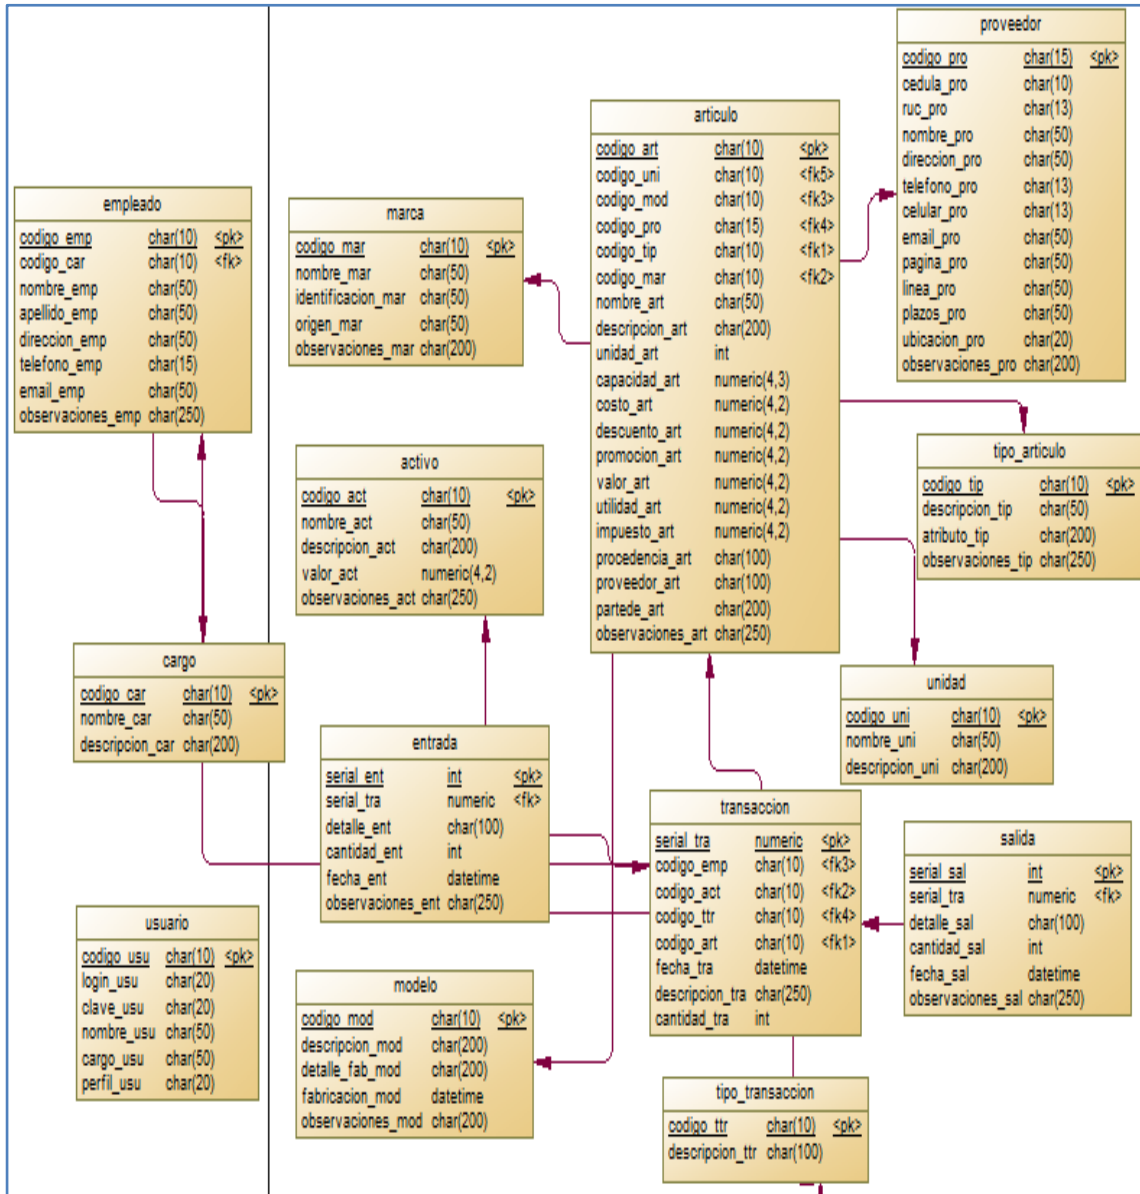 proveedor
codigo_pro char(15) <pk>
cedula_pro char(10)
ruc_pro char(13)
nombre_pro char(50)
direccion_pro char(50)
telefono_pro char(13)
celular_pro char(13)
email_pro char(50)
pagina_pro char(50)
linea_pro char(50)
plazos_pro char(50)
ubicacion_pro char(20)
observaciones_pro char(200)
articulo
codigo_art char(10) <pk>
codigo_uni char(10) <fk5>
codigo_mod char(10) <fk3>
codigo_pro char(15) <fk4>
codigo_tip char(10) <fk1>
codigo_mar char(10) <fk2>
nombre_art char(50)
descripcion_art char(200)
unidad_art int
capacidad_art numeric(4,3)
costo_art numeric(4,2)
descuento_art numeric(4,2)
promocion_art numeric(4,2)
valor_art numeric(4,2)
utilidad_art numeric(4,2)
impuesto_art numeric(4,2)
procedencia_art char(100)
proveedor_art char(100)
partede_art char(200)
observaciones_art char(250)
empleado
codigo_emp char(10) <pk>
codigo_car char(10) <fk>
nombre_emp char(50)
apellido_emp char(50)
direccion_emp char(50)
telefono_emp char(15)
email_emp char(50)
observaciones_emp char(250)
marca
codigo_mar char(10) <pk>
nombre_mar char(50)
identificacion_mar char(50)
origen_mar char(50)
observaciones_mar char(200)
activo
codigo_act char(10) <pk>
nombre_act char(50)
descripcion_act char(200)
valor_act numeric(4,2)
observaciones_act char(250)
tipo_articulo
codigo_tip char(10) <pk>
descripcion_tip char(50)
atributo_tip char(200)
observaciones_tip char(250)
cargo
codigo_car char(10) <pk>
nombre_car char(50)
descripcion_car char(200)
unidad
codigo_uni char(10) <pk>
nombre_uni char(50)
descripcion_uni char(200)
entrada
serial_ent int <pk>
serial_tra numeric <fk>
detalle_ent char(100)
cantidad_ent int
fecha_ent datetime
observaciones_ent char(250)
transaccion
serial_tra numeric <pk>
codigo_emp char(10) <fk3>
codigo_act char(10) <fk2>
codigo_ttr char(10) <fk4>
codigo_art char(10) <fk1>
fecha_tra datetime
descripcion_tra char(250)
cantidad_tra int
salida
serial_sal int <pk>
serial_tra numeric <fk>
detalle_sal char(100)
cantidad_sal int
fecha_sal datetime
observaciones_sal char(250)
usuario
codigo_usu char(10) <pk>
login_usu char(20)
clave_usu char(20)
nombre_usu char(50)
cargo_usu char(50)
perfil_usu char(20)
modelo
codigo_mod char(10) <pk>
descripcion_mod char(200)
detalle_fab_mod char(200)
fabricacion_mod datetime
observaciones_mod char(200)
tipo_transaccion
codigo_ttr char(10) <pk>
descripcion_ttr char(100)